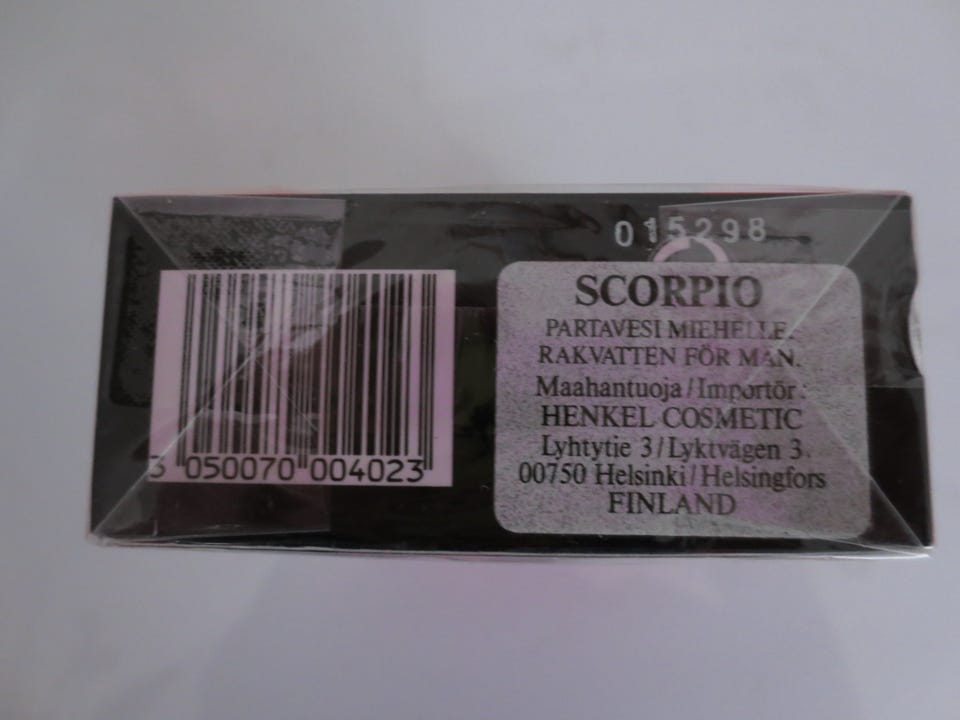 015298
SCORPIO
PARTAVESI MIEHELLE.
RAKVATTEN FÖR MAN.
Maahantuoja/Importör:
HENKEL COSMETIC
Lyhtytie 3/Lyktvägen 3.
00750 Helsinki/Helsingfors
FINLAND
3 050070 004023